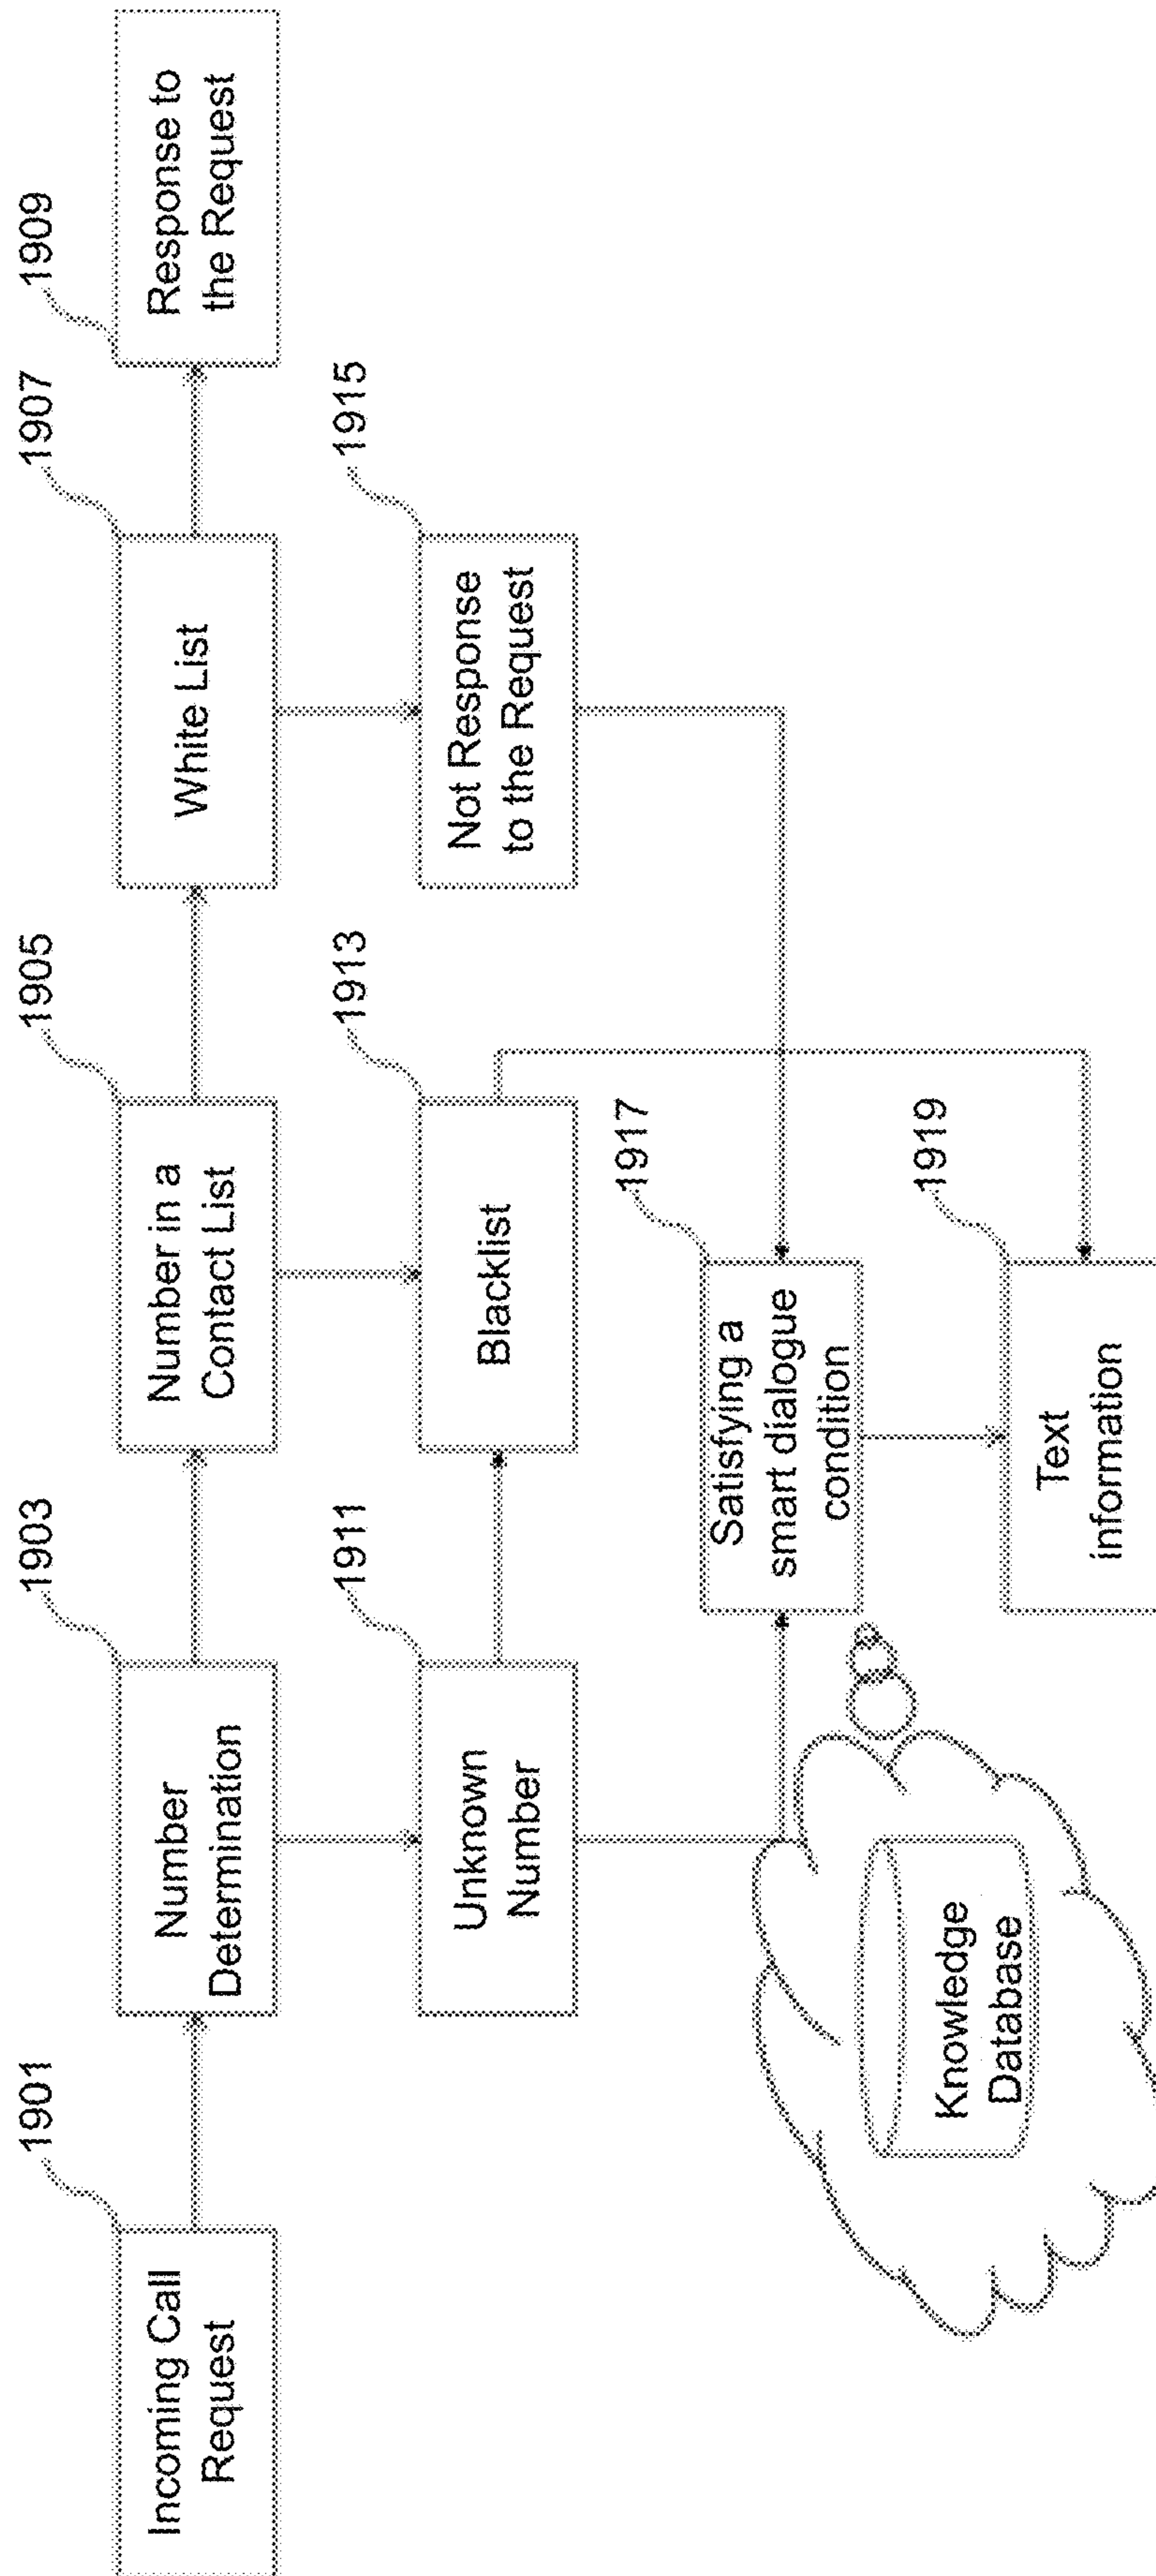 1901
Incoming Call
Request
1903
Number
Determination
1905
Number in a
Contact List
1907
White List
1909
Response to
the Request
1911
Unknown
Number
1913
Blacklist
1915
Not Response
to the Request
1917
Satisfying a
smart dialogue
condition
1919
Text
information
Knowledge
Database